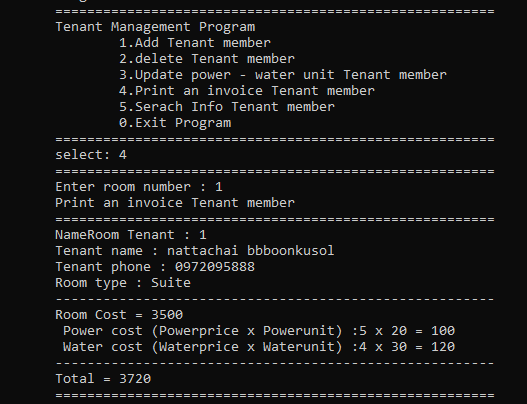 =======================================================
Tenant Management Program
1.Add Tenant member
2.delete Tenant member
3.Update power - water unit Tenant member
4.Print an invoice Tenant member
5.Serach Info Tenant member
0.Exit Program
=======================================================
select: 4
=======================================================
Enter room number : 1
Print an invoice Tenant member
=======================================================
NameRoom Tenant : 1
Tenant name : nattachai bbboonkusol
Tenant phone : 0972095888
Room type : Suite
-------------------------------------------------------
Room Cost = 3500
Power cost (Powerprice x Powerunit) :5 x 20 = 100
Water cost (Waterprice x Waterunit) :4 x 30 = 120
-------------------------------------------------------
Total = 3720
=======================================================